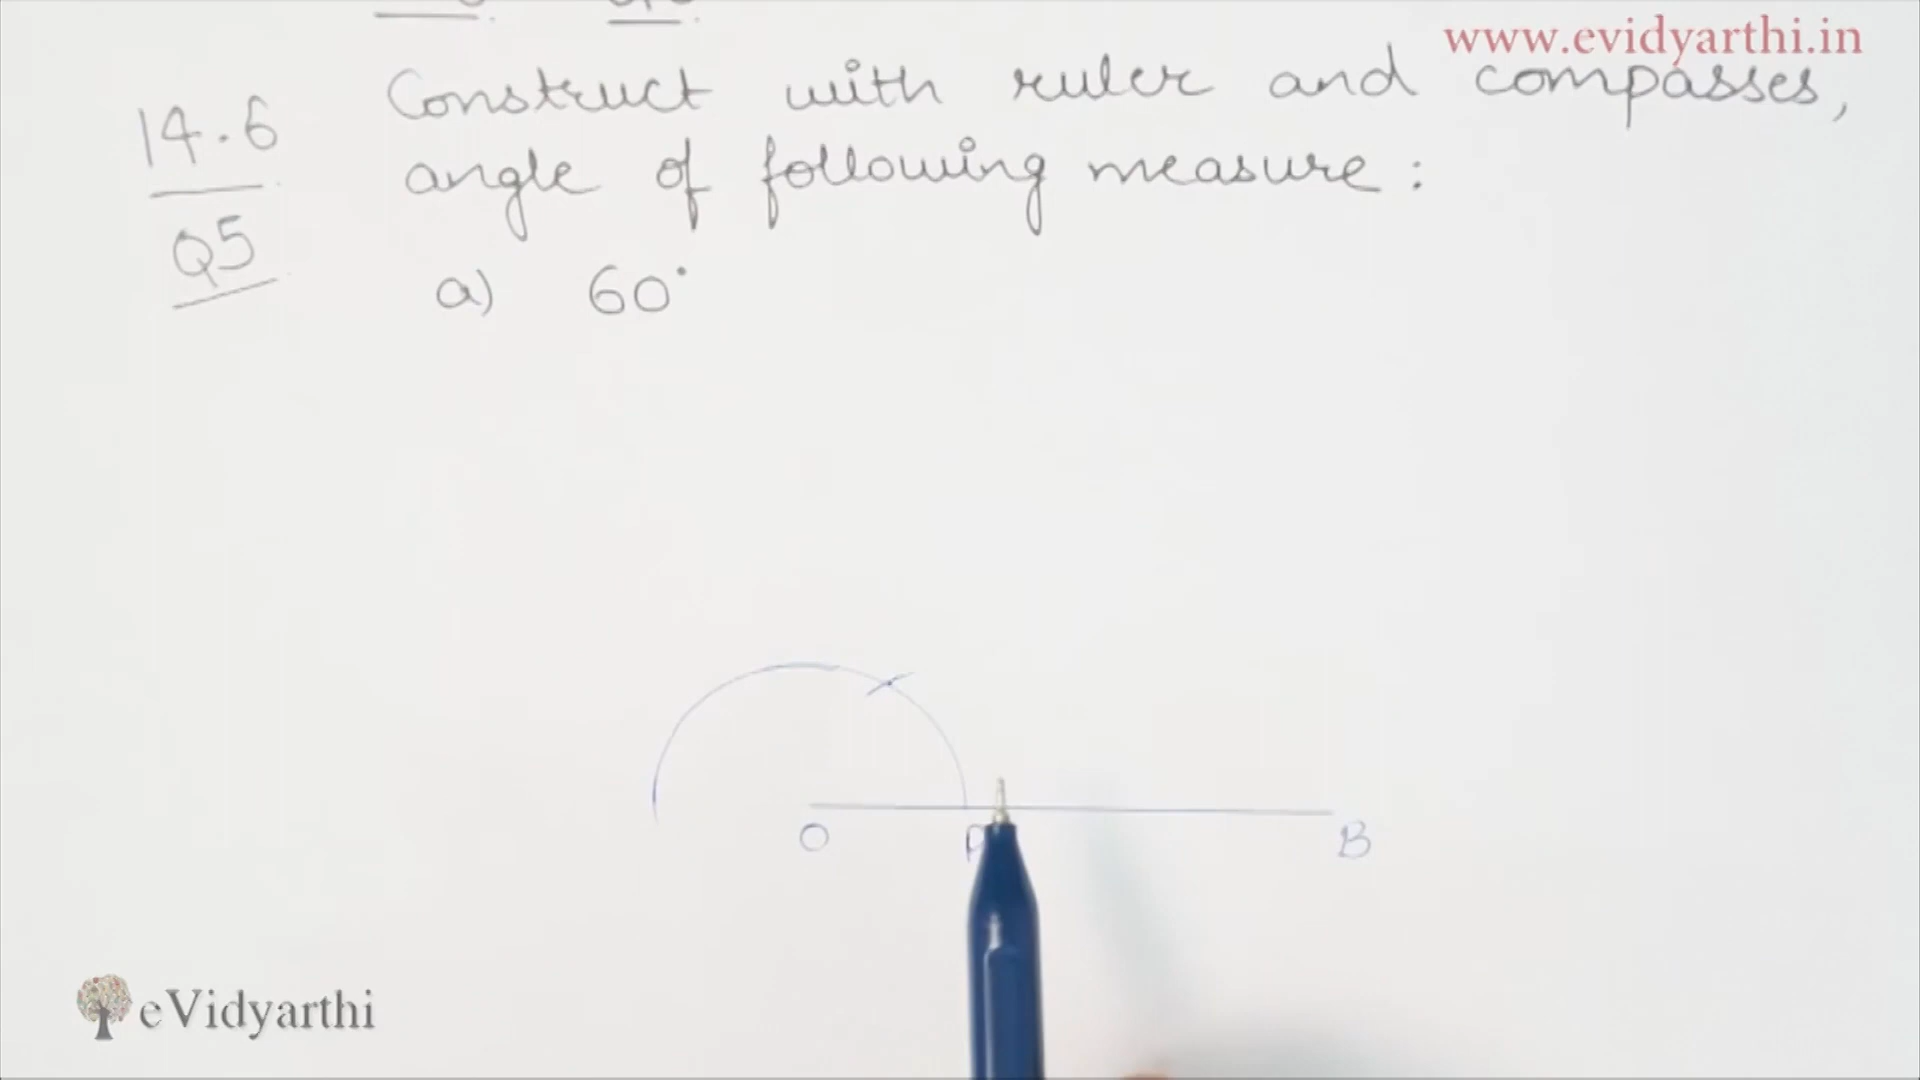 www.evidyarthi.in
14.6
Construct with ruler and compasses,
angle of following measure :
Q5
a) 60°
O
P
B
eVidyarthi